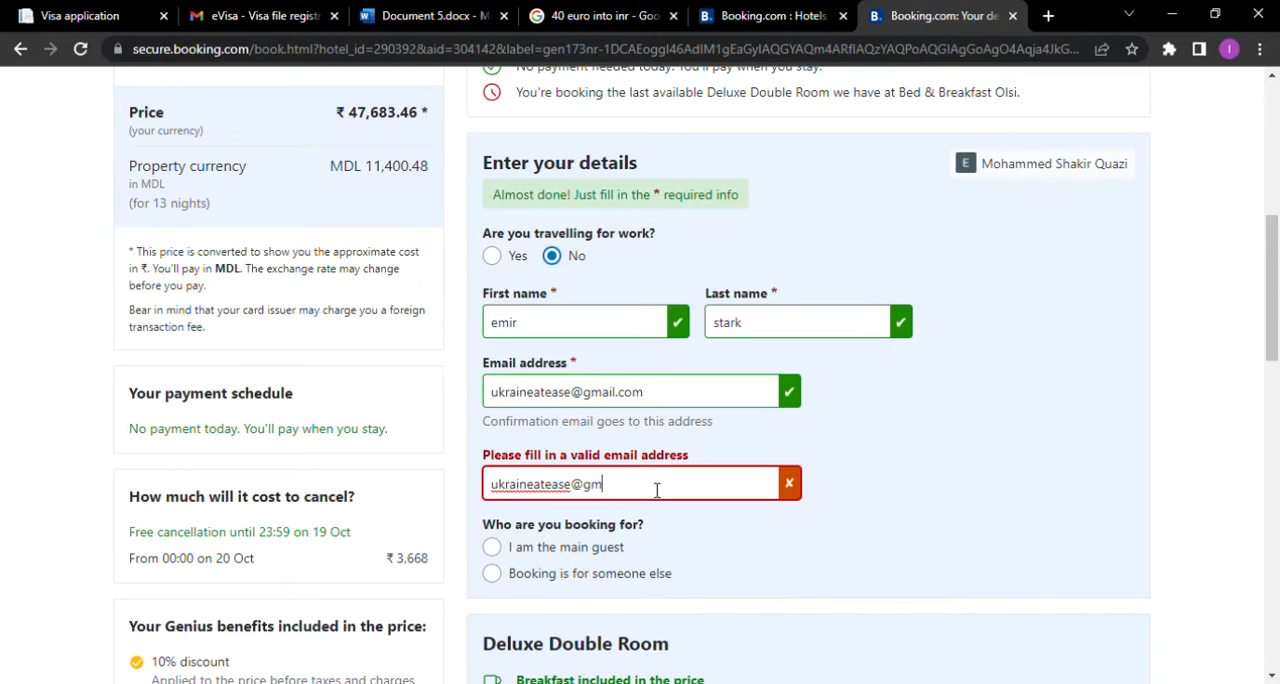 Visa application
eVisa - Visa file registr
Document 5.docx - M
40 euro into inr - Goo
Booking.com : Hotels
Booking.com: Your de
secure.booking.com/book.html?hotel_id=290392&aid=304142&label=gen173nr-1DCAEoggI46AdIM1gEaGyIAQGYAQm4ARfIAQzYAQPoAQGIAgGoAgO4Aqja4JkG...
No payment needed today. You'll pay when you stay.
You're booking the last available Deluxe Double Room we have at Bed & Breakfast Olsi.
Price
₹ 47,683.46 *
(your currency)
Property currency
MDL 11,400.48
in MDL
(for 13 nights)
* This price is converted to show you the approximate cost
in ₹. You'll pay in MDL. The exchange rate may change
before you pay.
Bear in mind that your card issuer may charge you a foreign
transaction fee.
Your payment schedule
No payment today. You'll pay when you stay.
How much will it cost to cancel?
Free cancellation until 23:59 on 19 Oct
From 00:00 on 20 Oct
₹ 3,668
Your Genius benefits included in the price:
10% discount
Applied to the price before taxes and charges
Enter your details
E Mohammed Shakir Quazi
Almost done! Just fill in the * required info
Are you travelling for work?
Yes No
First name * Last name *
emir stark
Email address *
ukraineatease@gmail.com
Confirmation email goes to this address
Please fill in a valid email address
ukraineatease@gm
Who are you booking for?
I am the main guest
Booking is for someone else
Deluxe Double Room
Breakfast included in the price